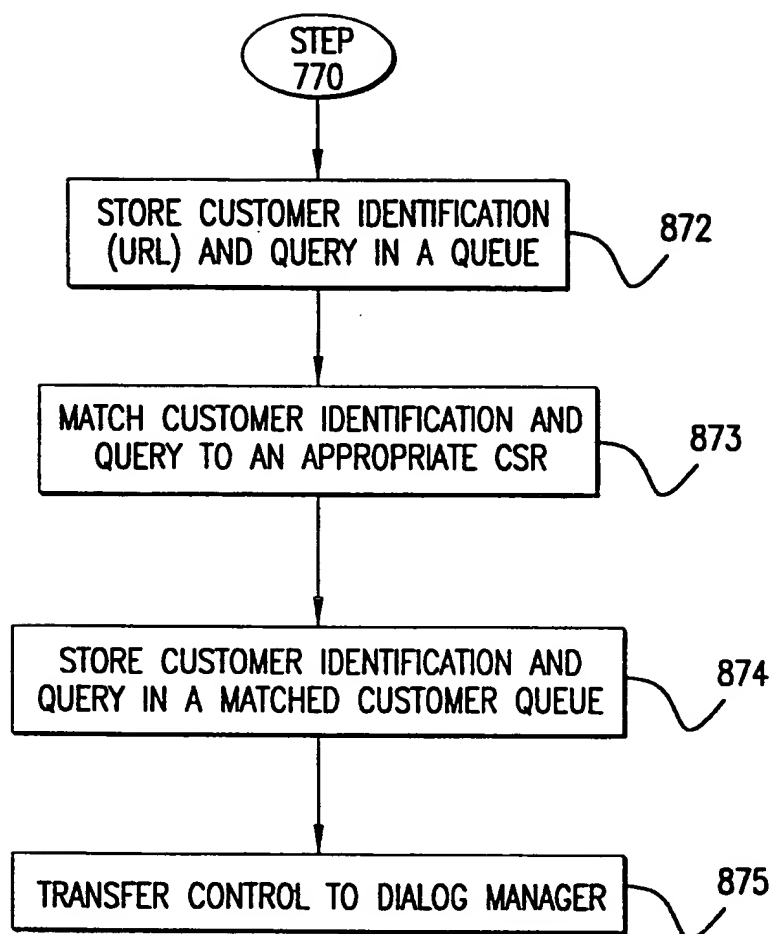 STEP
770
STORE CUSTOMER IDENTIFICATION
(URL) AND QUERY IN A QUEUE
872
MATCH CUSTOMER IDENTIFICATION AND
QUERY TO AN APPROPRIATE CSR
873
STORE CUSTOMER IDENTIFICATION AND
QUERY IN A MATCHED CUSTOMER QUEUE
874
TRANSFER CONTROL TO DIALOG MANAGER
875